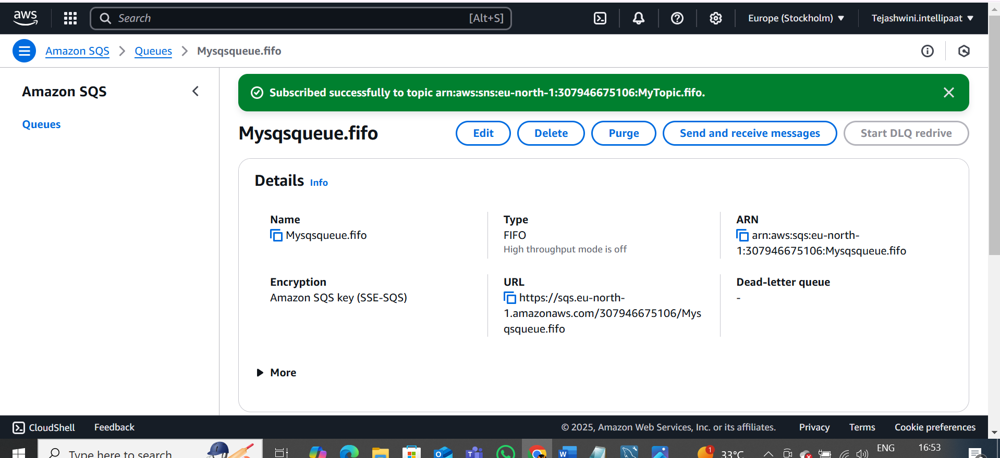 aws
Search
[Alt+S]
Europe (Stockholm)
Tejashwini.intellipaat
Amazon SQS
Queues
Mysqsqueue.fifo
Amazon SQS
Queues
Subscribed successfully to topic arn:aws:sns:eu-north-1:307946675106:MyTopic.fifo.
Mysqsqueue.fifo
Edit
Delete
Purge
Send and receive messages
Start DLQ redrive
Details Info
Name
Mysqsqueue.fifo
Type
FIFO
High throughput mode is off
ARN
arn:aws:sqs:eu-north-
1:307946675106:Mysqsqueue.fifo
Encryption
Amazon SQS key (SSE-SQS)
URL
https://sqs.eu-north-
1.amazonaws.com/307946675106/Mys
qsqueue.fifo
Dead-letter queue
-
More
CloudShell
Feedback
© 2025, Amazon Web Services, Inc. or its affiliates.
Privacy
Terms
Cookie preferences
Type here to search
1
33°C
ENG
16:53